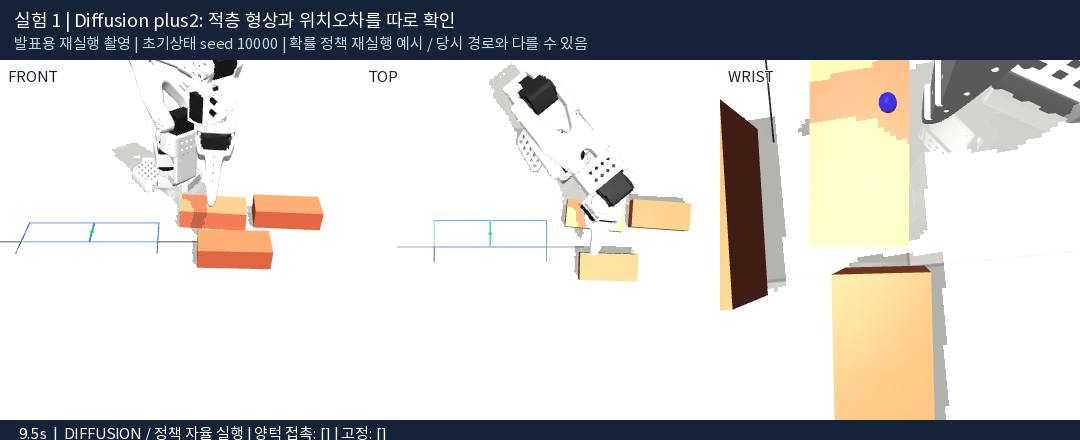 실험 1 | Diffusion plus2: 적층 형상과 위치오차를 따로 확인
발표용 재실행 촬영 | 초기상태 seed 10000 | 확률 정책 재실행 예시 / 당시 경로와 다를 수 있음
FRONT
TOP
WRIST
9.5s | DIFFUSION / 정책 자율 실행 | 양턱 접촉: [] | 고정: []